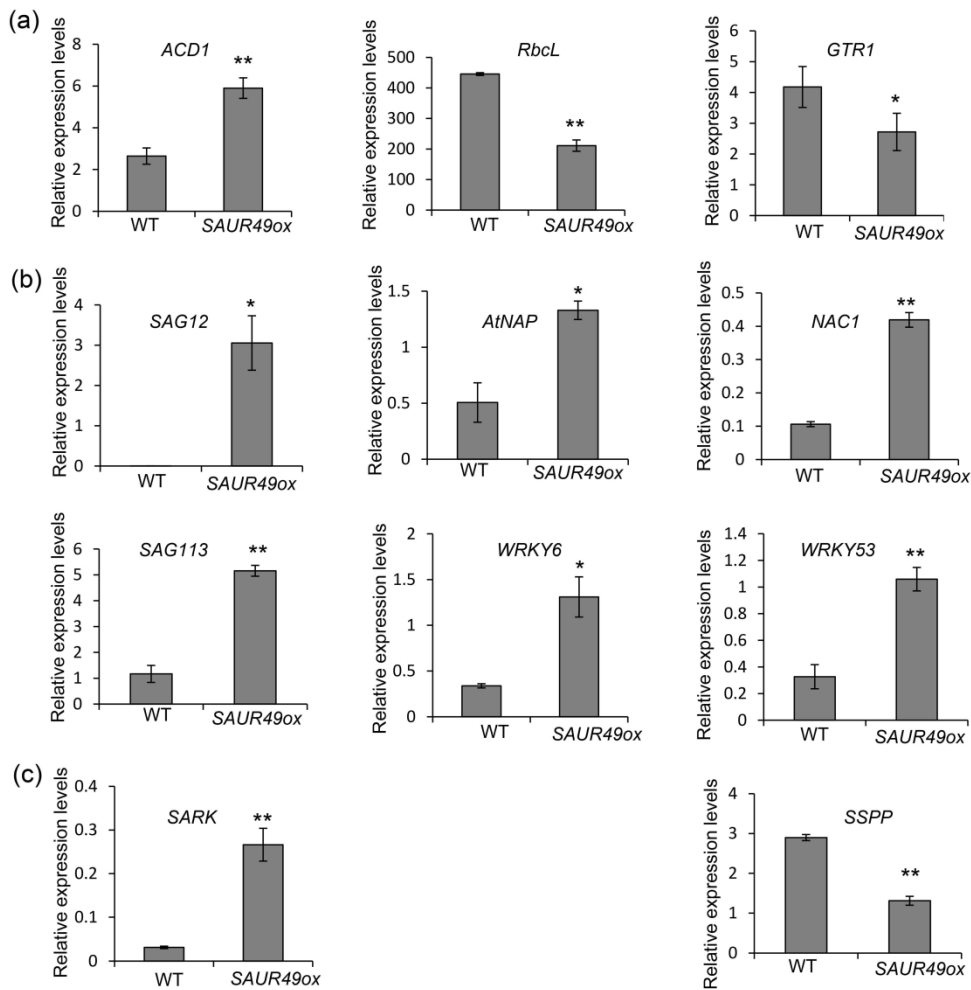 (a)
Relative expression levels
8
6
4
2
0
ACD1
**
WT
SAUR49ox
Relative expression levels
500
400
300
200
100
0
RbcL
**
WT
SAUR49ox
Relative expression levels
6
5
4
3
2
1
0
GTR1
*
WT
SAUR49ox
(b)
Relative expression levels
4
3
2
1
0
SAG12
*
WT
SAUR49ox
Relative expression levels
1.5
1
0.5
0
AtNAP
*
WT
SAUR49ox
Relative expression levels
0.5
0.4
0.3
0.2
0.1
0
NAC1
**
WT
SAUR49ox
Relative expression levels
6
5
4
3
2
1
0
SAG113
**
WT
SAUR49ox
Relative expression levels
2
1.5
1
0.5
0
WRKY6
*
WT
SAUR49ox
Relative expression levels
1.4
1.2
1
0.8
0.6
0.4
0.2
0
WRKY53
**
WT
SAUR49ox
(c)
Relative expression levels
0.4
0.3
0.2
0.1
0
SARK
**
WT
SAUR49ox
Relative expression levels
4
3
2
1
0
SSPP
**
WT
SAUR49ox